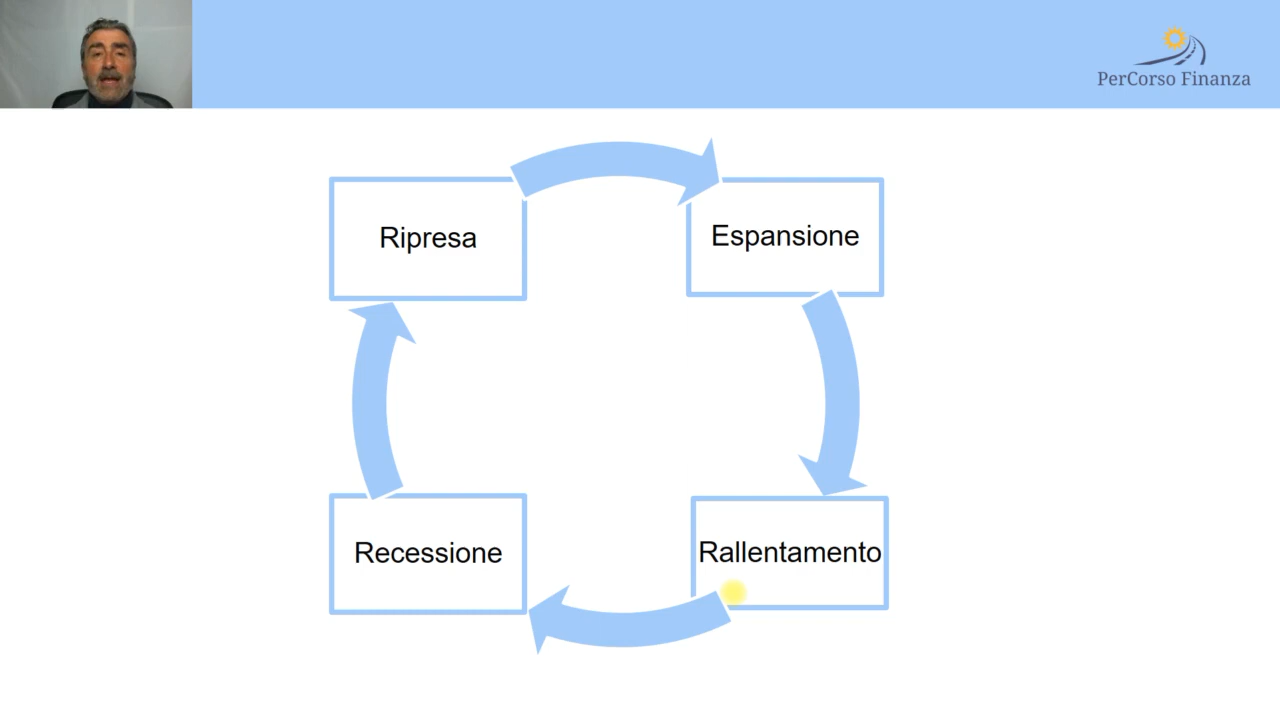 PerCorso Finanza
Ripresa
Espansione
Recessione
Rallentamento